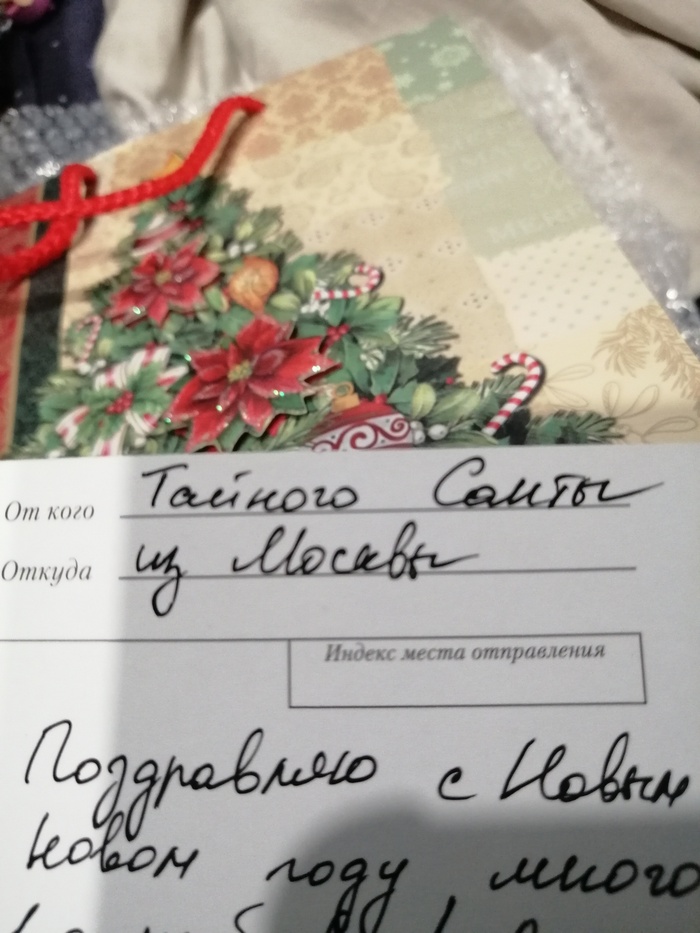 От кого Тайного Санты
Откуда из Москвы
Индекс места отправления
Поздравляю с Новым
новом году много